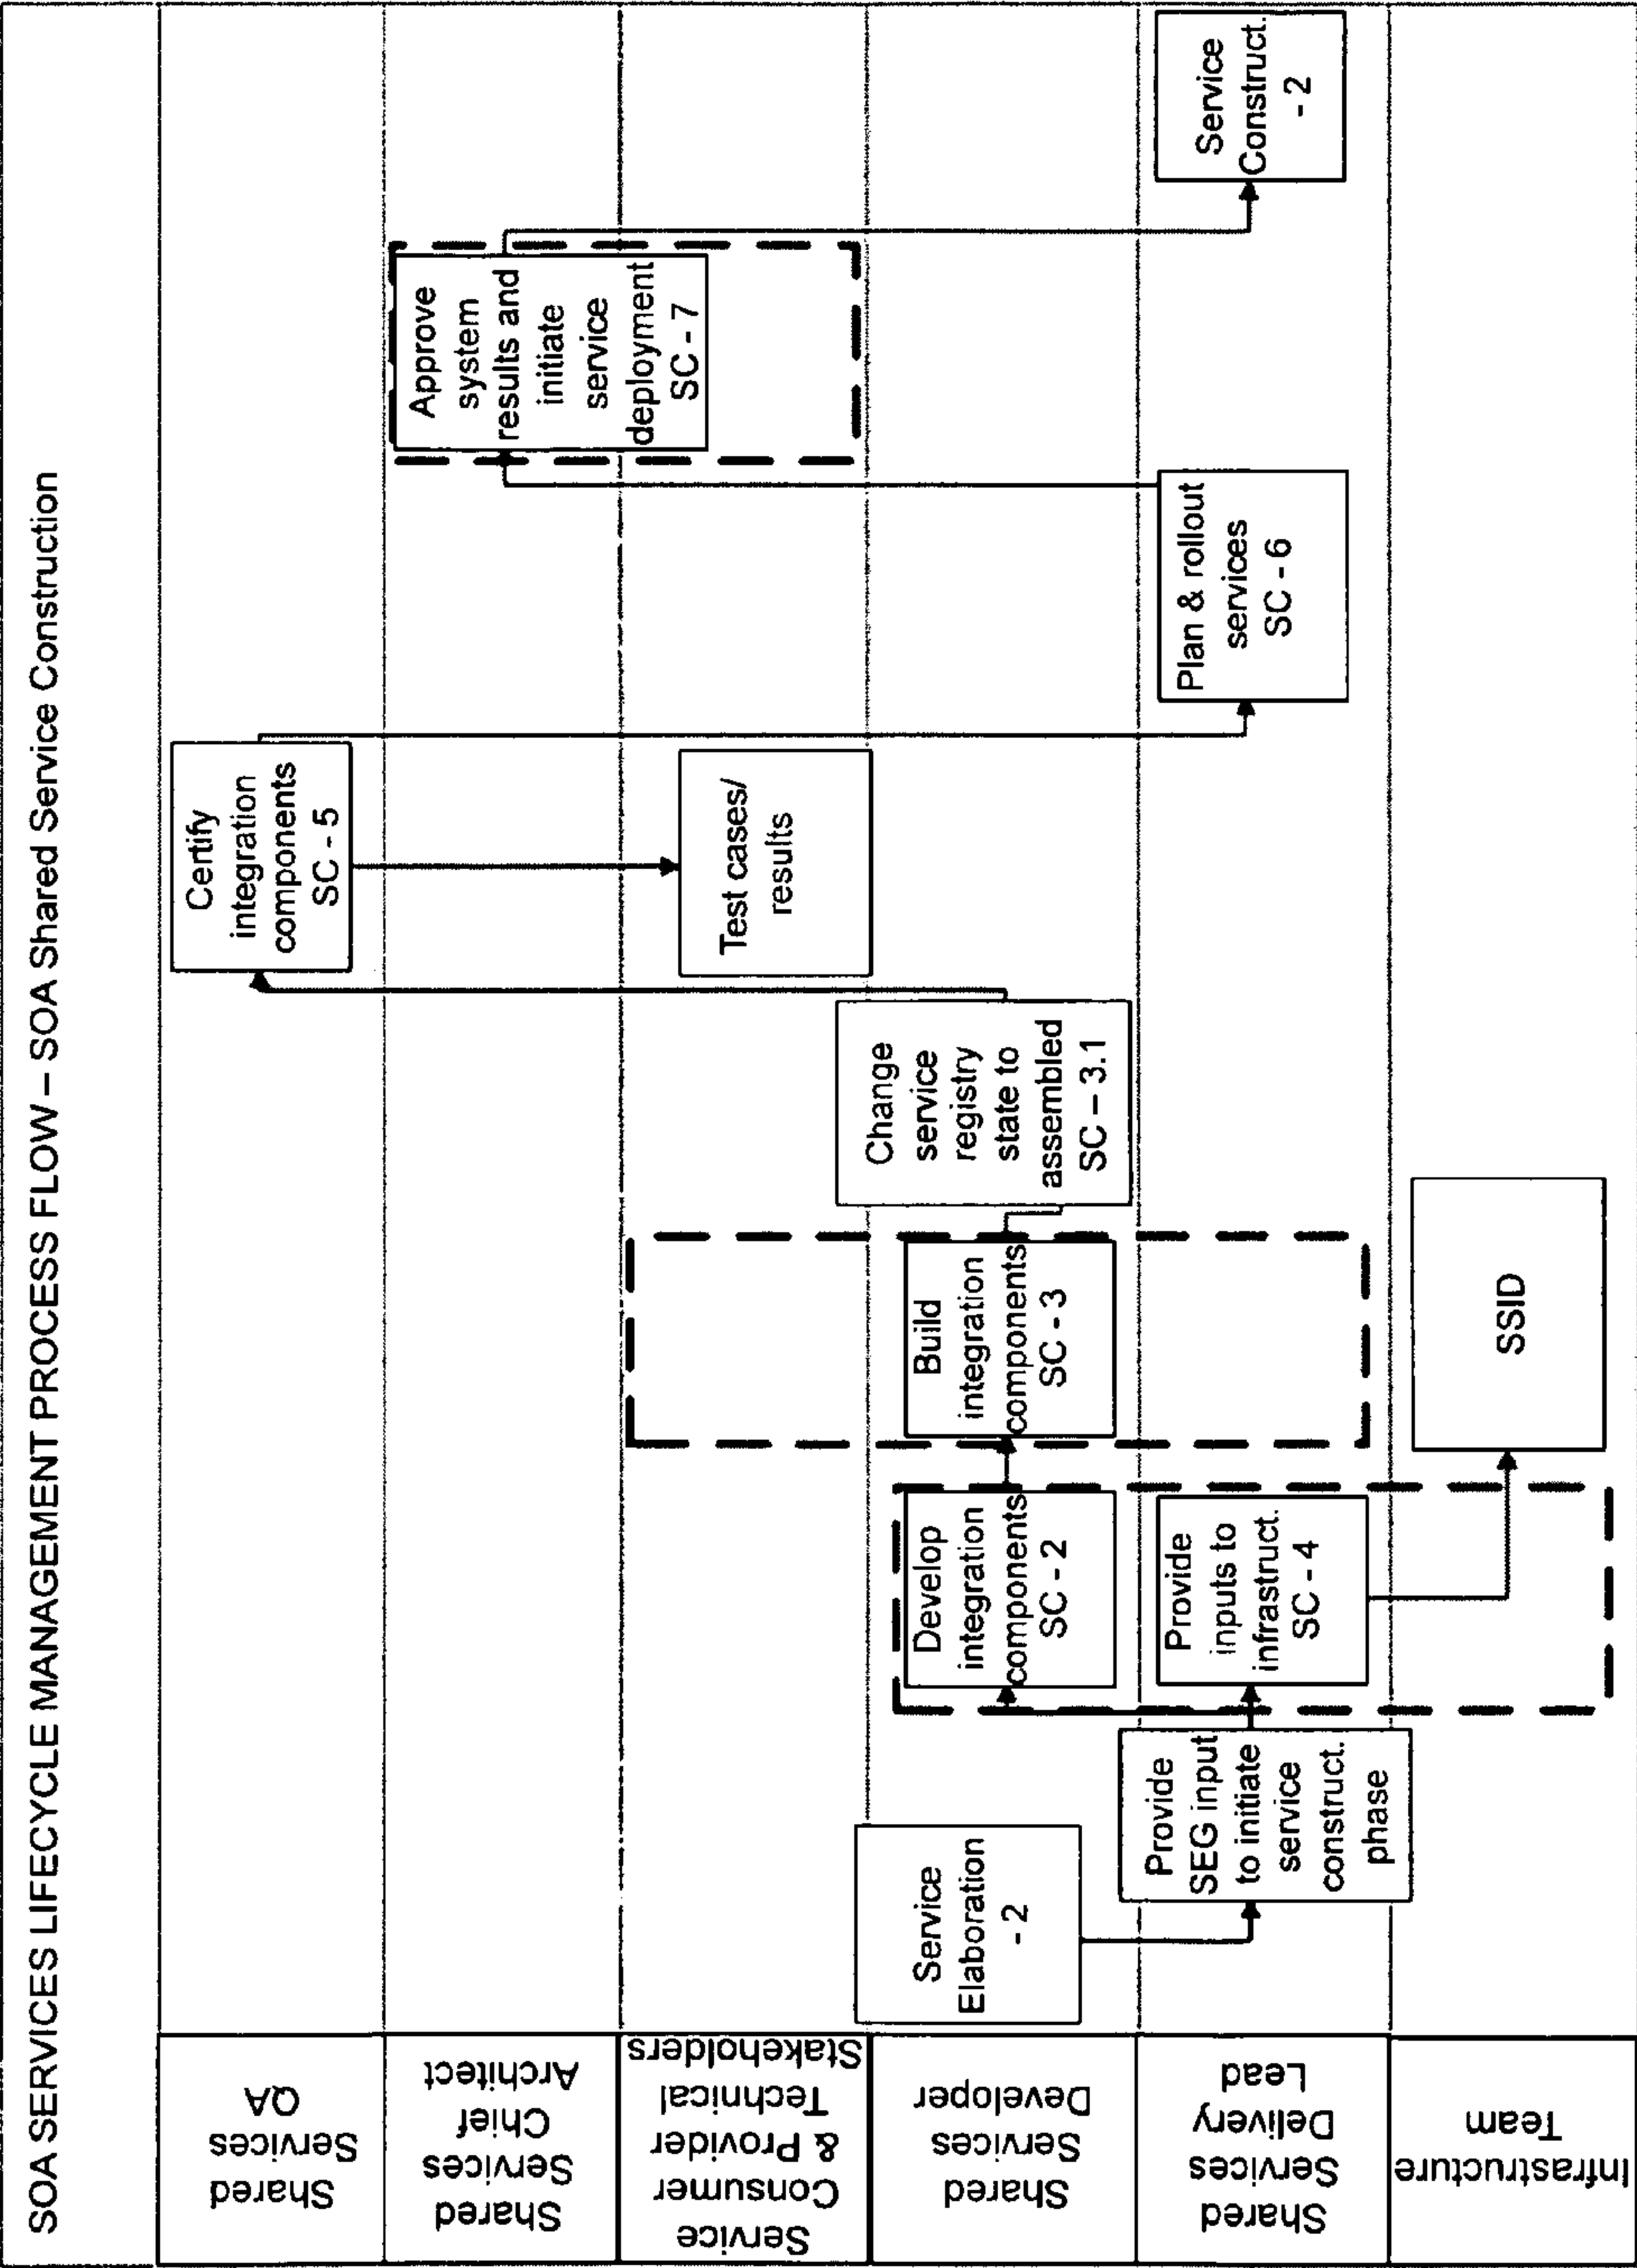 SOA SERVICES LIFECYCLE MANAGEMENT PROCESS FLOW – SOA Shared Service Construction
Shared
Services
QA
Certify
integration
components
SC - 5
Shared
Services
Chief
Architect
Approve
system
results and
initiate
service
deployment
SC - 7
Service
Consumer
& Provider
Technical
Stakeholders
Test cases/
results
Shared
Services
Developer
Service
Elaboration
- 2
Develop
integration
components
SC - 2
Build
integration
components
SC - 3
Change
service
registry
state to
assembled
SC – 3.1
Shared
Services
Delivery
Lead
Provide
SEG input
to initiate
service
construct.
phase
Provide
inputs to
infrastruct.
SC - 4
Plan & rollout
services
SC - 6
Service
Construct.
- 2
Infrastructure
Team
SSID